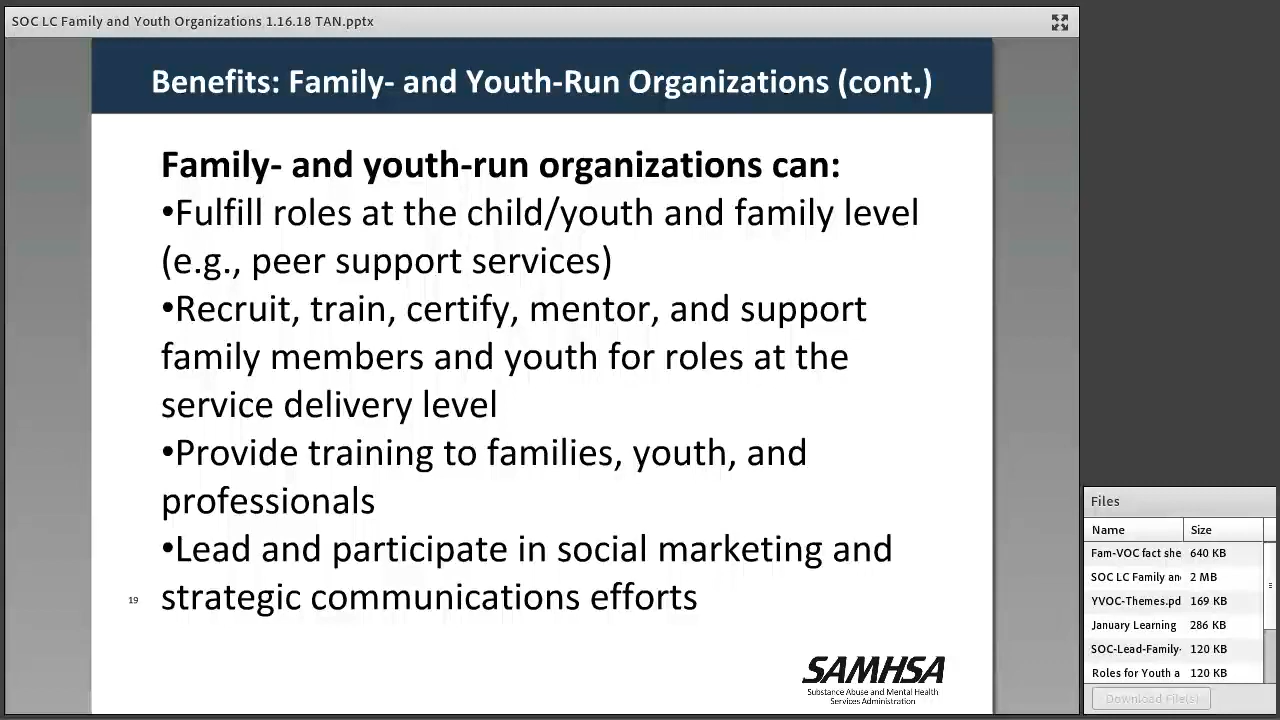 SOC LC Family and Youth Organizations 1.16.18 TAN.pptx
Benefits: Family- and Youth-Run Organizations (cont.)
Family- and youth-run organizations can:
•Fulfill roles at the child/youth and family level
(e.g., peer support services)
•Recruit, train, certify, mentor, and support
family members and youth for roles at the
service delivery level
•Provide training to families, youth, and
professionals
•Lead and participate in social marketing and
strategic communications efforts
19
SAMHSA
Substance Abuse and Mental Health
Services Administration
Files
Name Size
Fam-VOC fact she 640 KB
SOC LC Family an 2 MB
YVOC-Themes.pd 169 KB
January Learning 286 KB
SOC-Lead-Family- 120 KB
Roles for Youth a 120 KB
Download File(s)